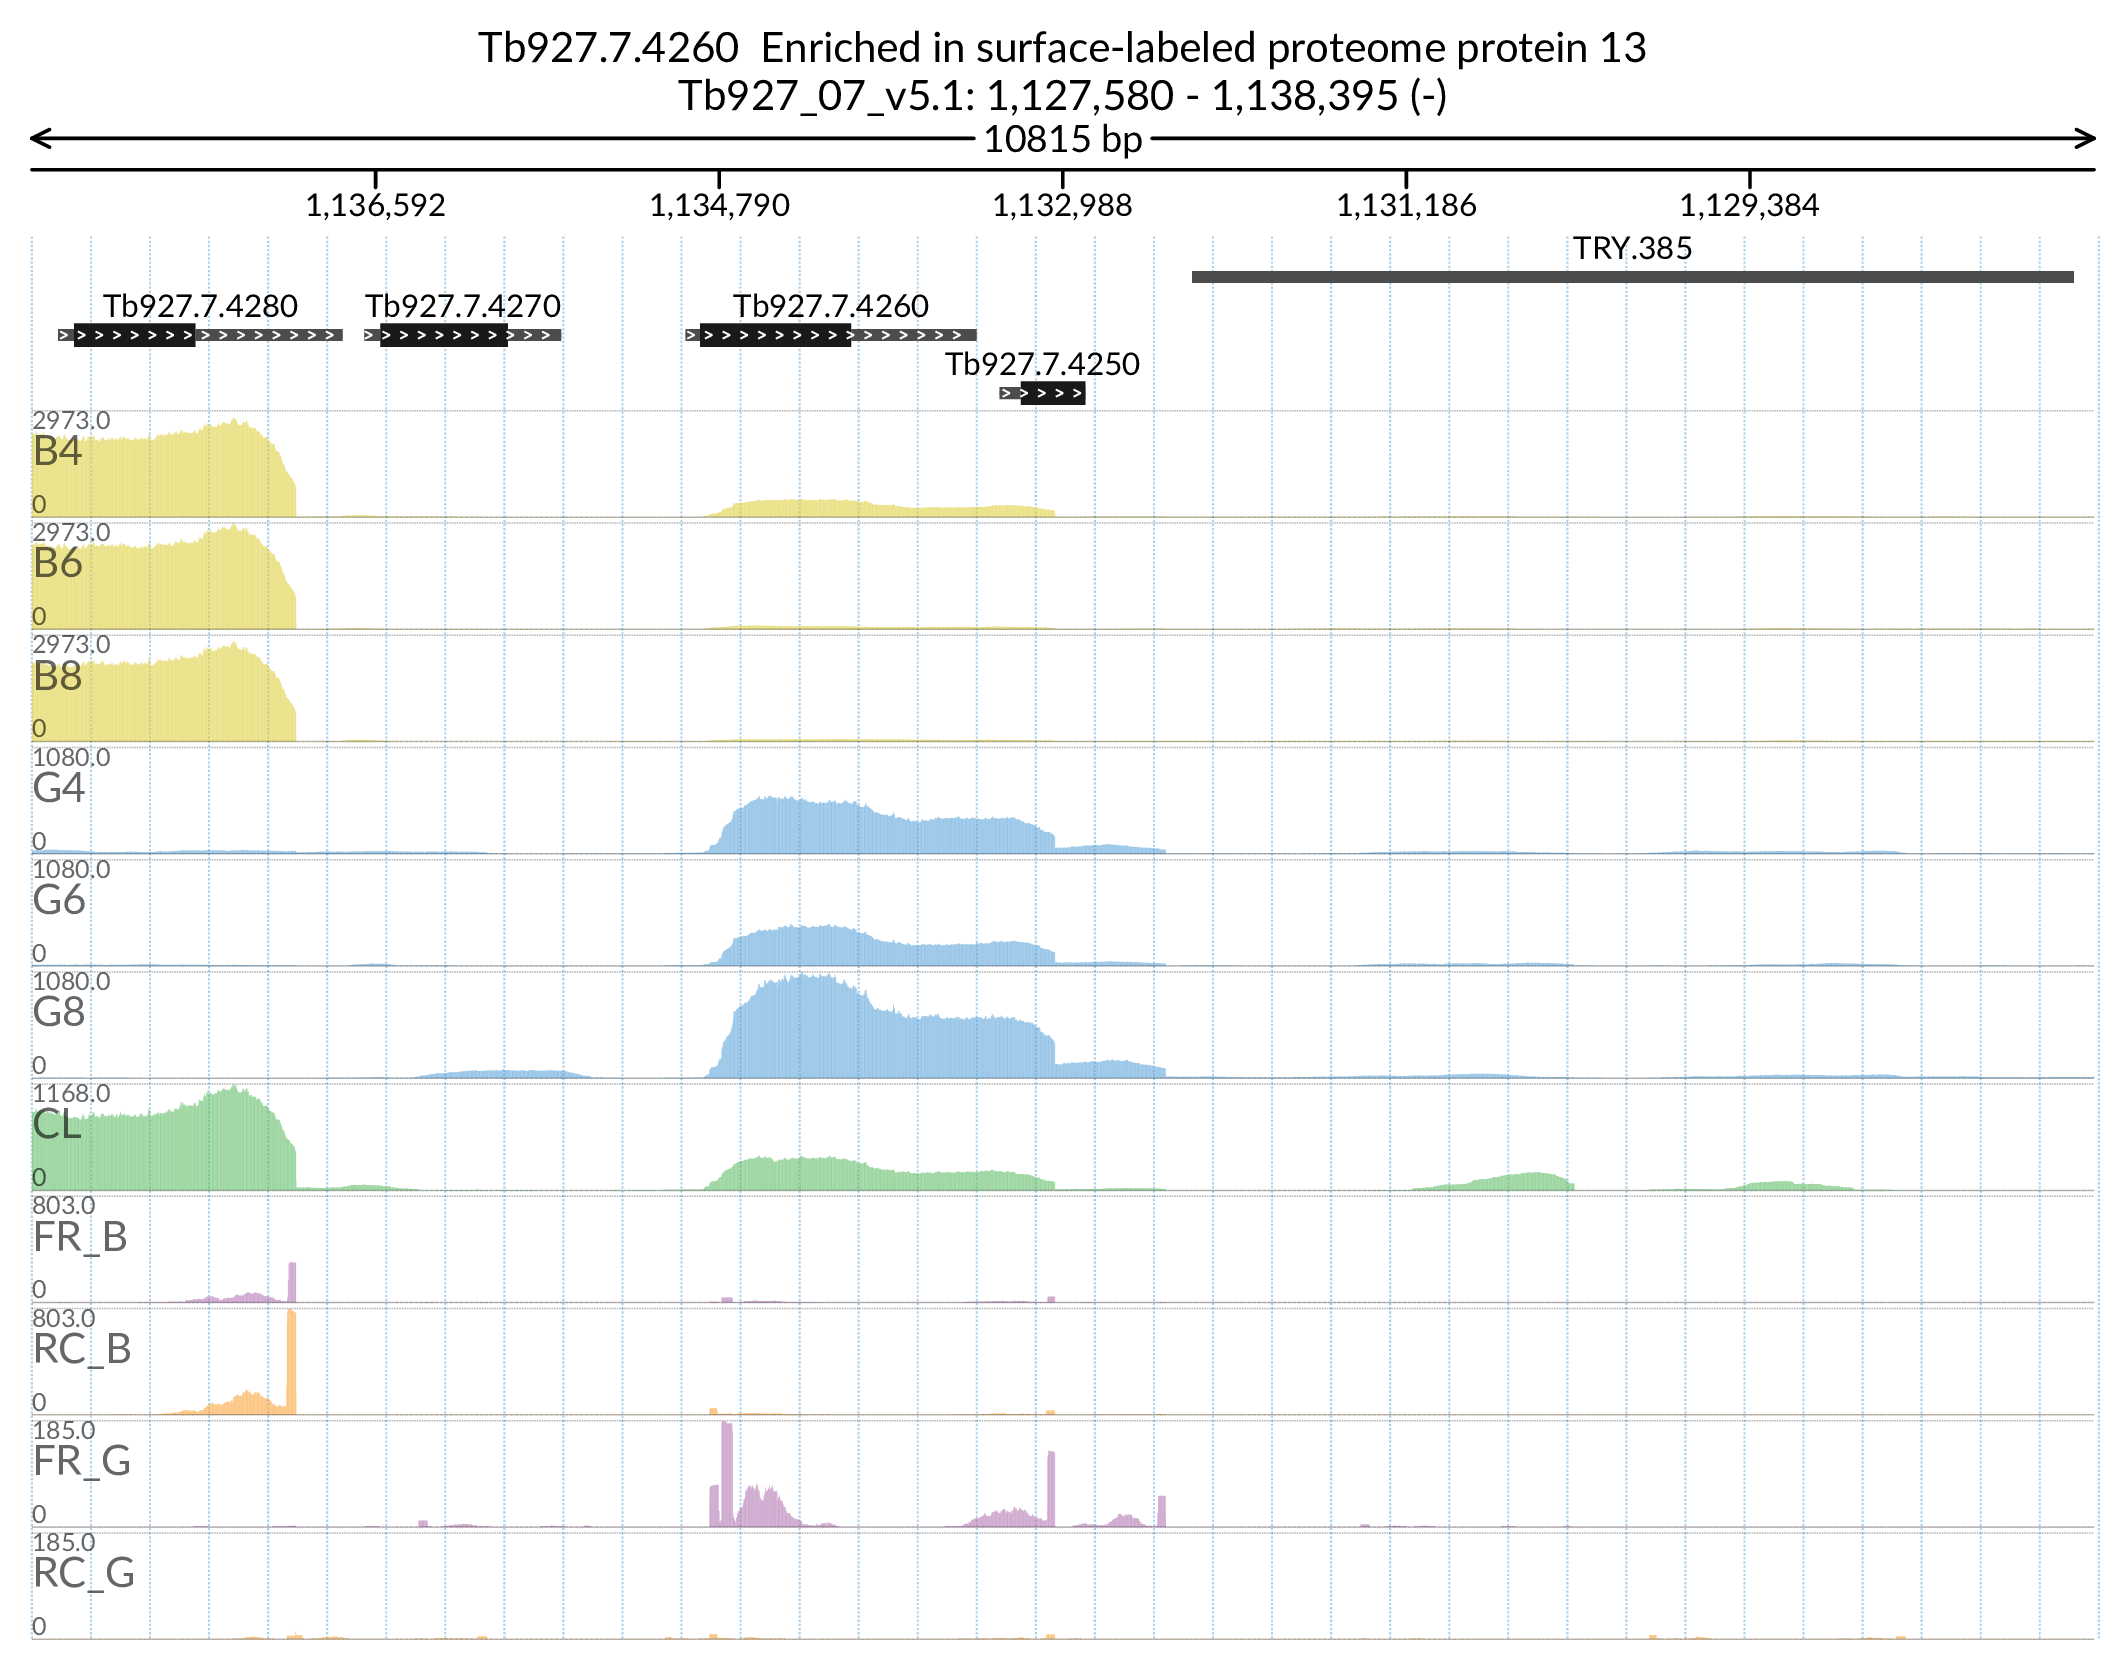 Tb927.7.4260  Enriched in surface-labeled proteome protein 13
Tb927_07_v5.1: 1,127,580 - 1,138,395 (-)
10815 bp
1,136,592 1,134,790 1,132,988 1,131,186 1,129,384
TRY.385
Tb927.7.4280 Tb927.7.4270 Tb927.7.4260
Tb927.7.4250
2973.0
B4
0
2973.0
B6
0
2973.0
B8
0
1080.0
G4
0
1080.0
G6
0
1080.0
G8
0
1168.0
CL
0
803.0
FR_B
0
803.0
RC_B
0
185.0
FR_G
0
185.0
RC_G
0